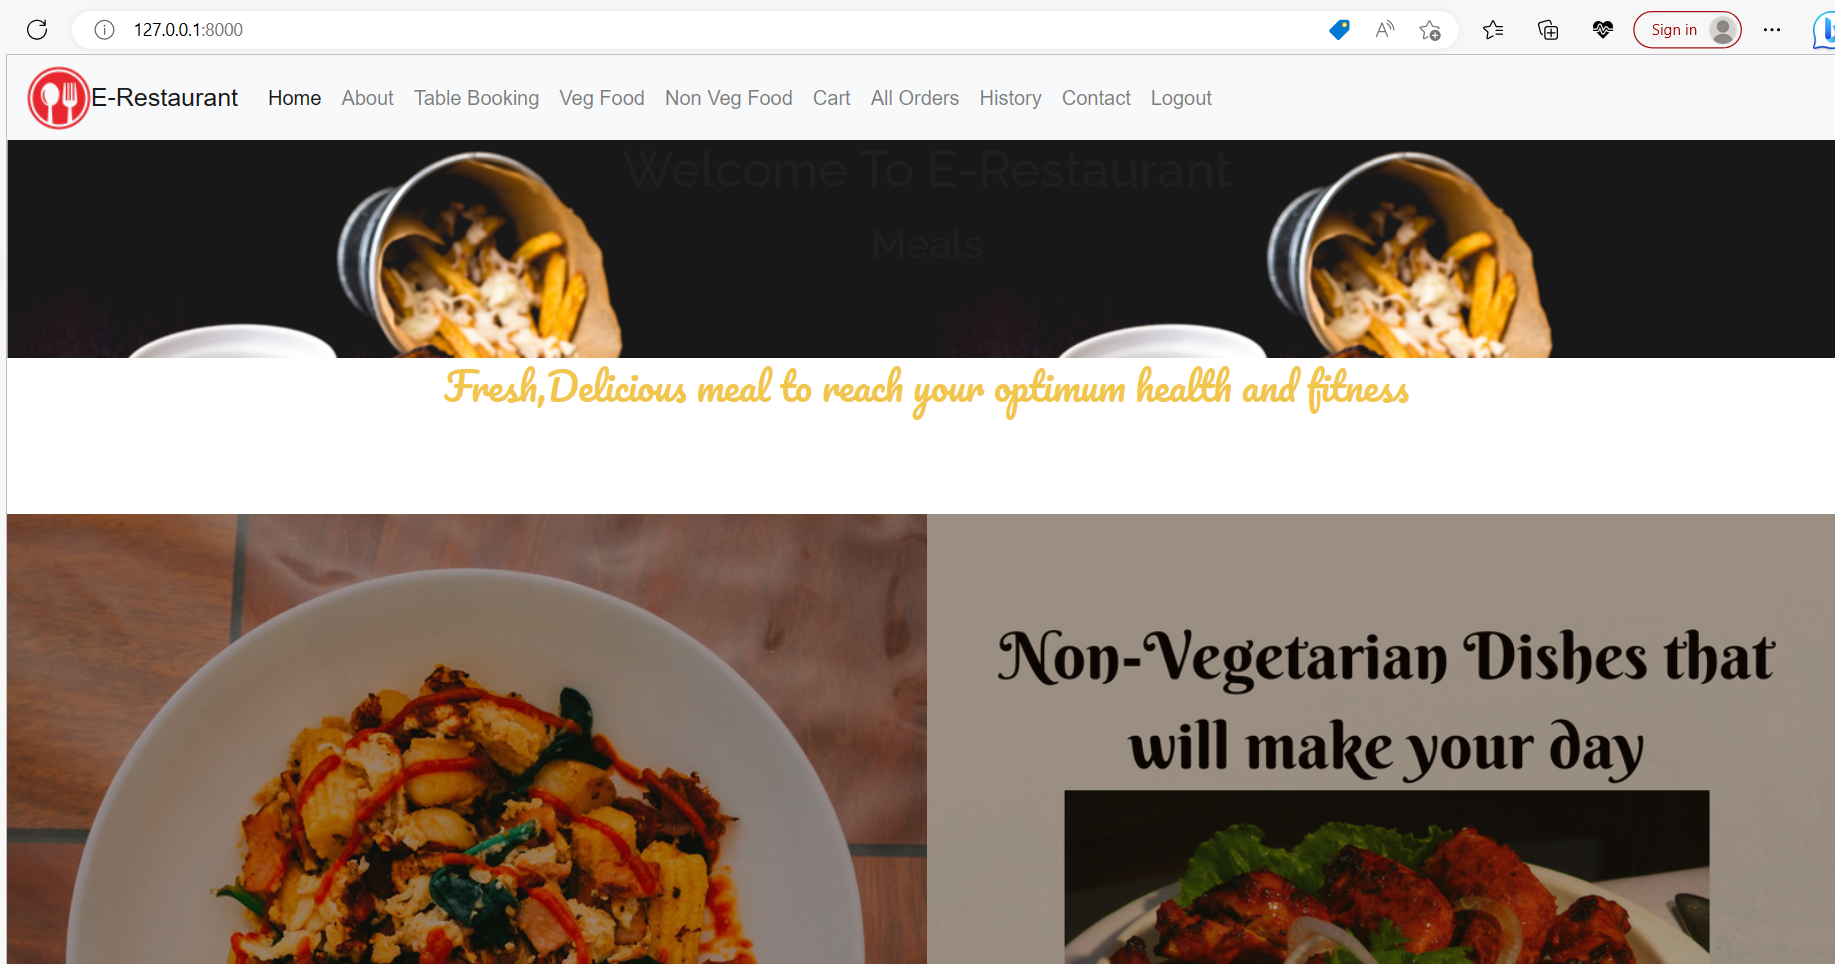 127.0.0.1:8000
Sign in
E-Restaurant Home About Table Booking Veg Food Non Veg Food Cart All Orders History Contact Logout
Welcome To E-Restaurant
Meals
Fresh,Delicious meal to reach your optimum health and fitness
Non-Vegetarian Dishes that
will make your day